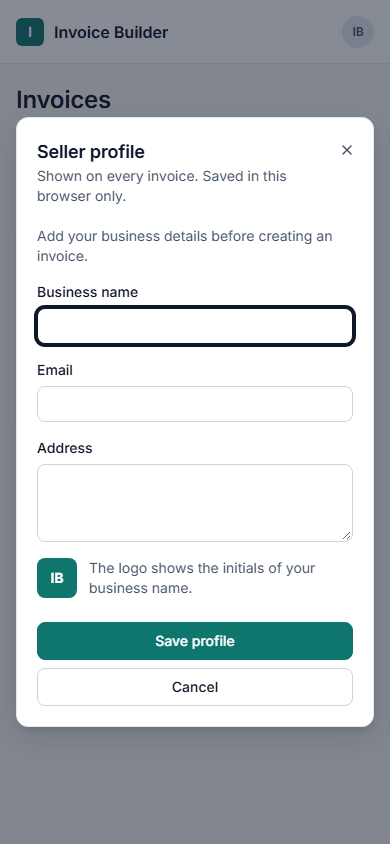 I
Invoice Builder
IB
Invoices
Seller profile
Shown on every invoice. Saved in this
browser only.
Add your business details before creating an
invoice.
Business name
Email
Address
IB
The logo shows the initials of your
business name.
Save profile
Cancel